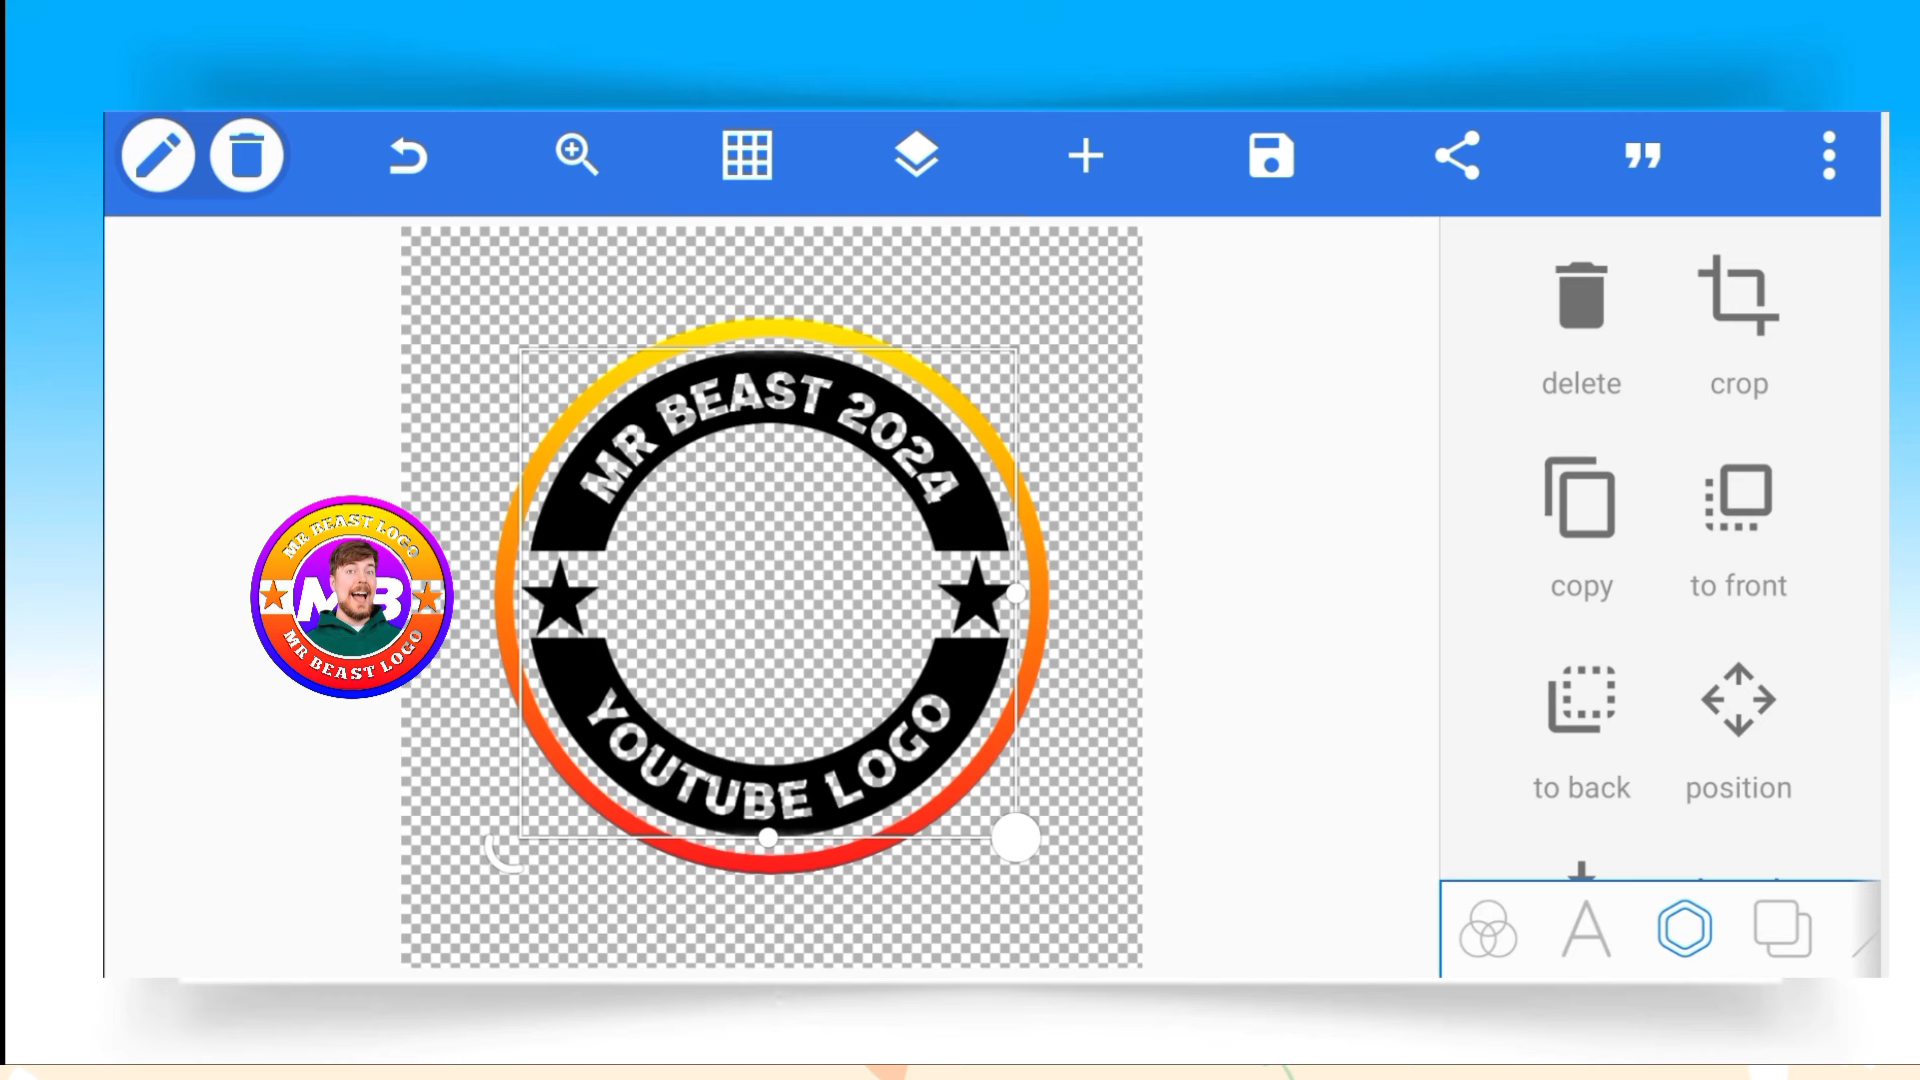 MR BEAST 2024
YOUTUBE LOGO
MR BEAST LOGO
MB
MR BEAST LOGO
delete
crop
copy
to front
to back
position
A